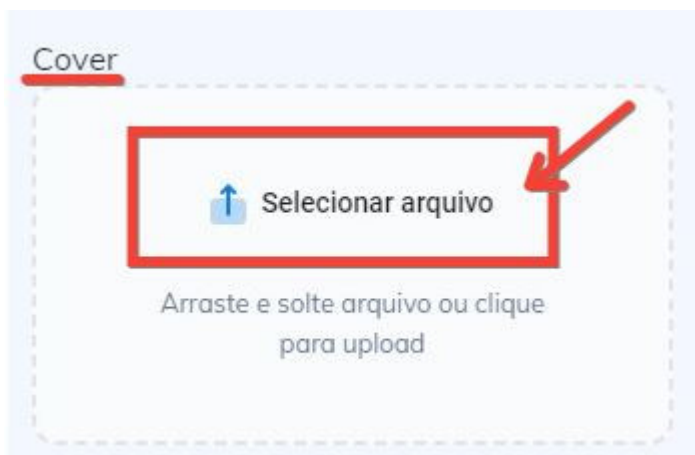 Cover
Selecionar arquivo
Arraste e solte arquivo ou clique
para upload